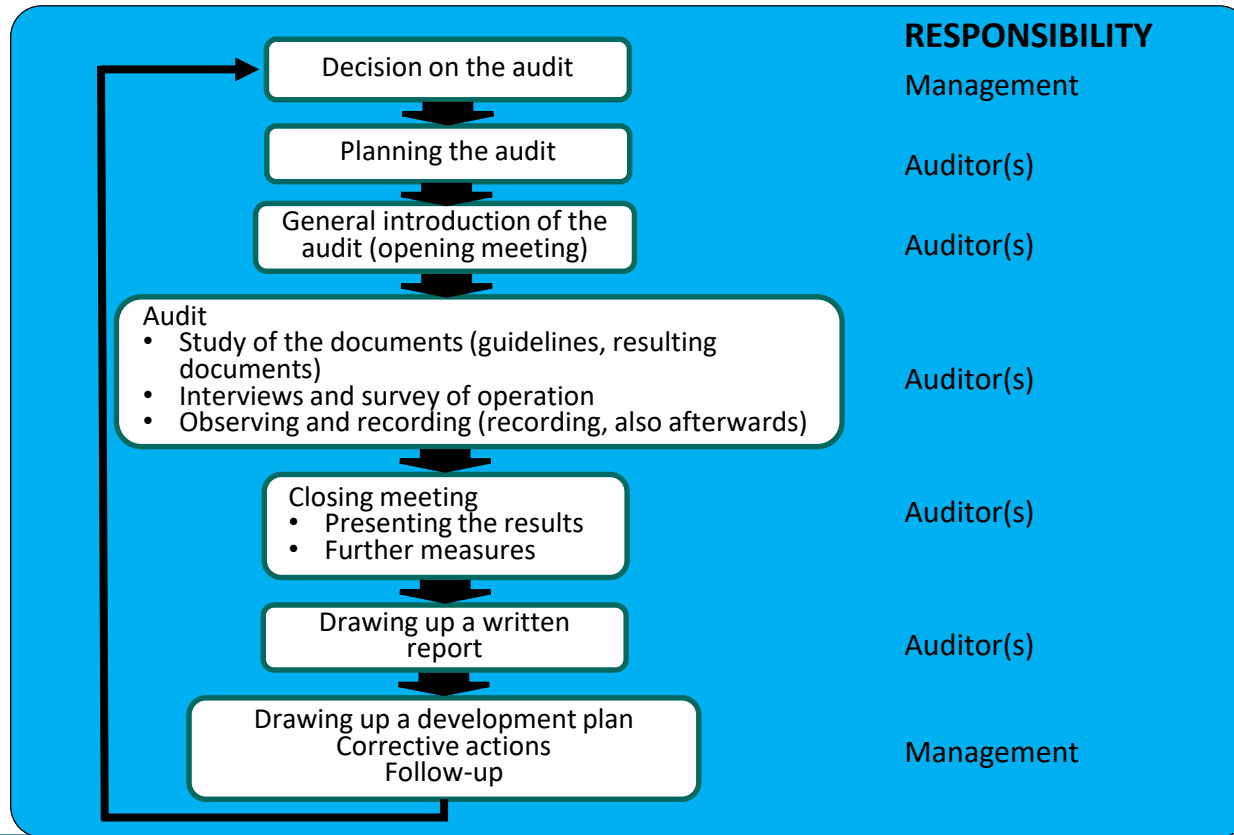 RESPONSIBILITY
Decision on the audit
Management
Planning the audit
Auditor(s)
General introduction of the
audit (opening meeting)
Auditor(s)
Audit
• Study of the documents (guidelines, resulting
documents)
• Interviews and survey of operation
• Observing and recording (recording, also afterwards)
Auditor(s)
Closing meeting
• Presenting the results
• Further measures
Auditor(s)
Drawing up a written
report
Auditor(s)
Drawing up a development plan
Corrective actions
Follow-up
Management